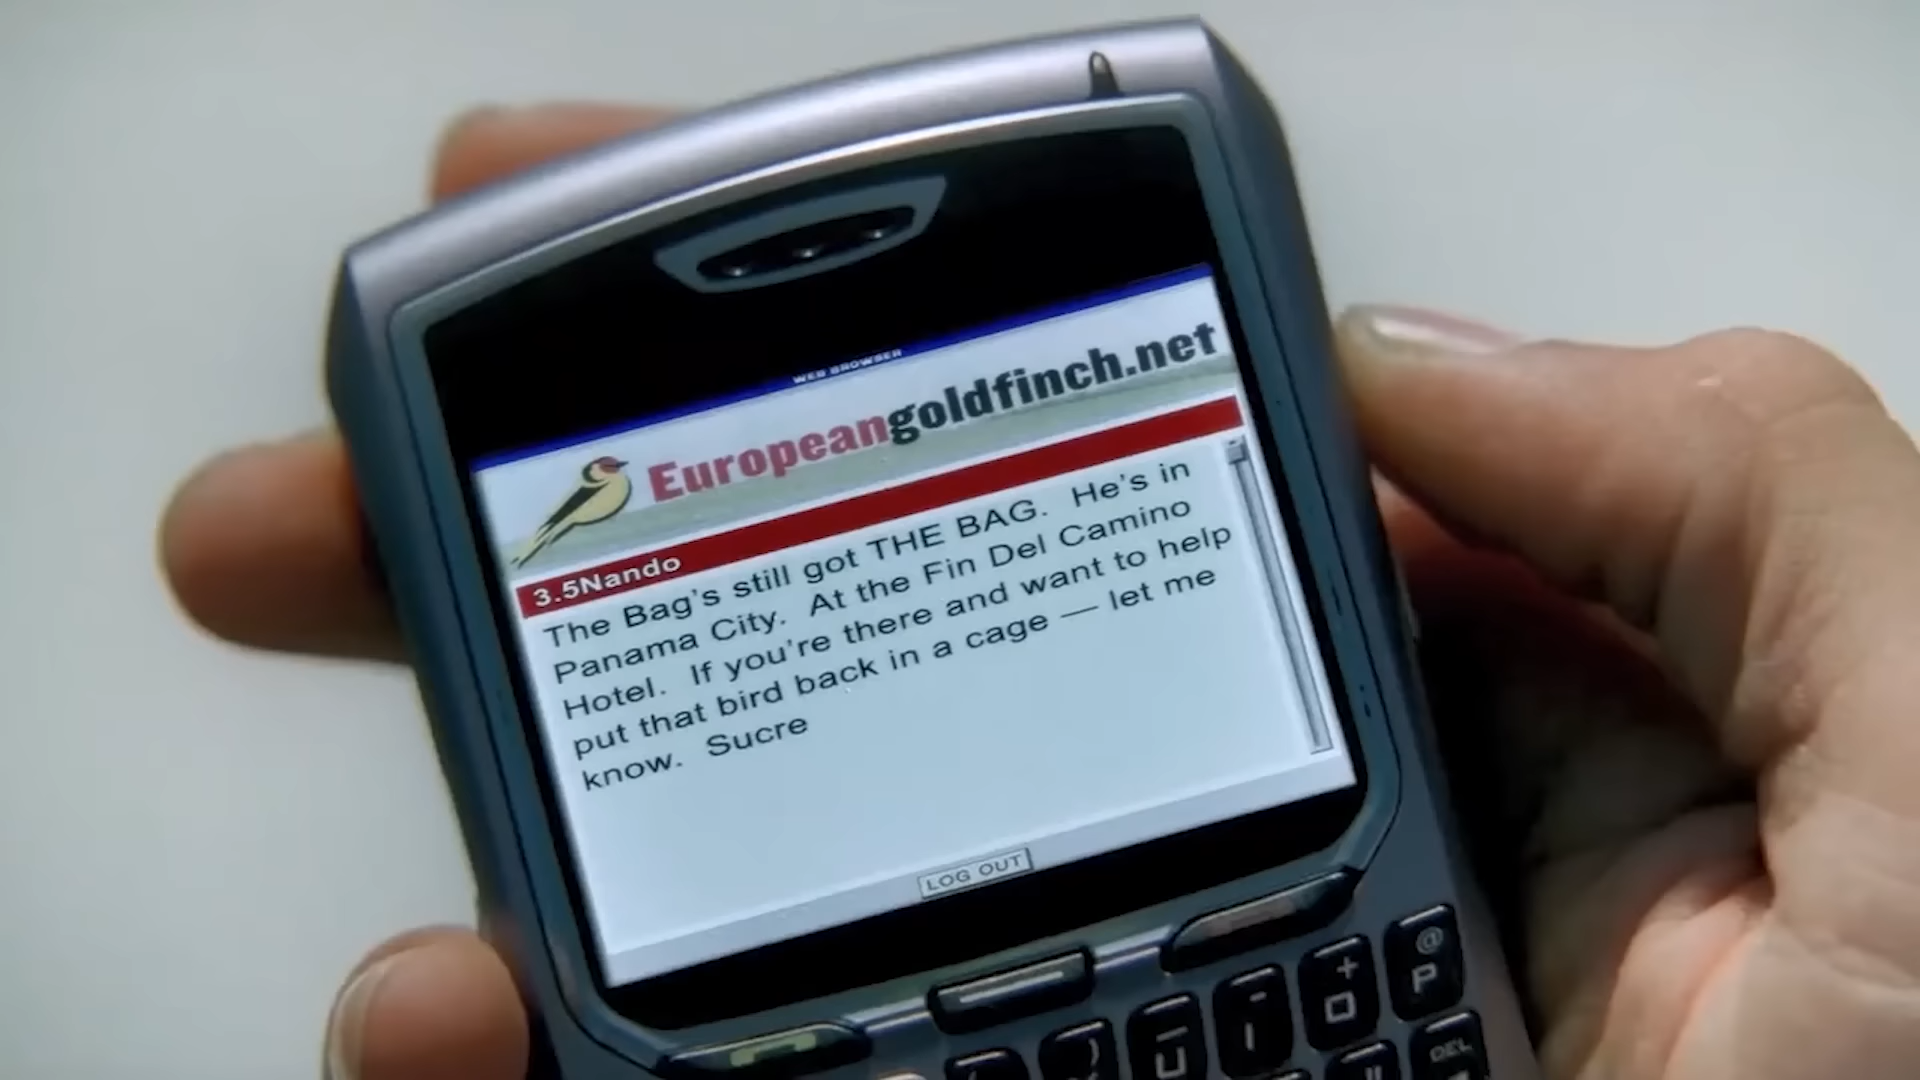 WEB BROWSER
Europeangoldfinch.net
3.5Nando
The Bag's still got THE BAG. He's in
Panama City. At the Fin Del Camino
Hotel. If you're there and want to help
put that bird back in a cage — let me
know. Sucre
LOG OUT
@
+
P
O
I
U
DEL